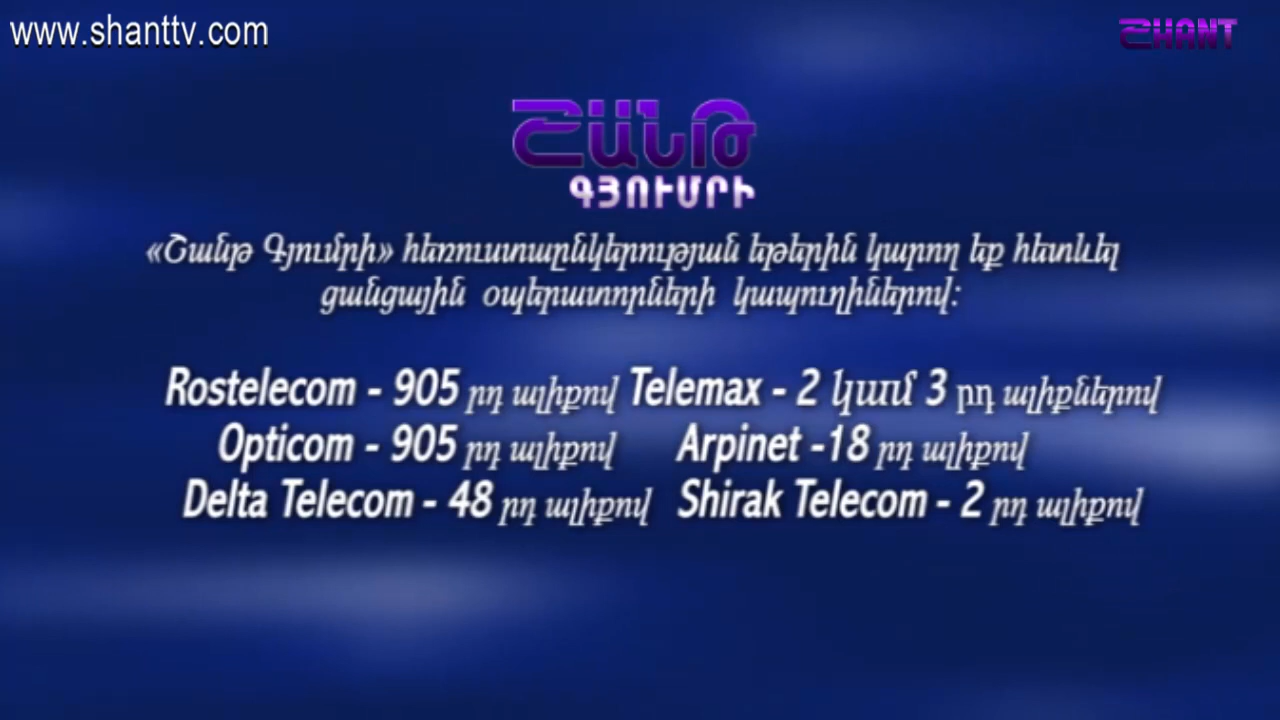 www.shanttv.com
SHANT
ՇԱՆԹ
ԳՅՈՒՄՐԻ
«Շանթ Գյումրի» հեռուստաընկերության եթերին կարող եք հետևել
ցանցային օպերատորների կապուղիներով:
Rostelecom - 905 րդ ալիքով Telemax - 2 կամ 3 րդ ալիքներով
Opticom - 905 րդ ալիքով Arpinet -18 րդ ալիքով
Delta Telecom - 48 րդ ալիքով Shirak Telecom - 2 րդ ալիքով